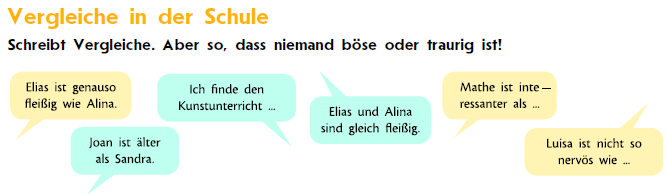 Vergleiche in der Schule
Schreibt Vergleiche. Aber so, dass niemand böse oder traurig ist!
Elias ist genauso
fleißig wie Alina.
Joan ist älter
als Sandra.
Ich finde den
Kunstunterricht ...
Elias und Alina
sind gleich fleißig.
Mathe ist inte—
ressanter als ...
Luisa ist nicht so
nervös wie ...